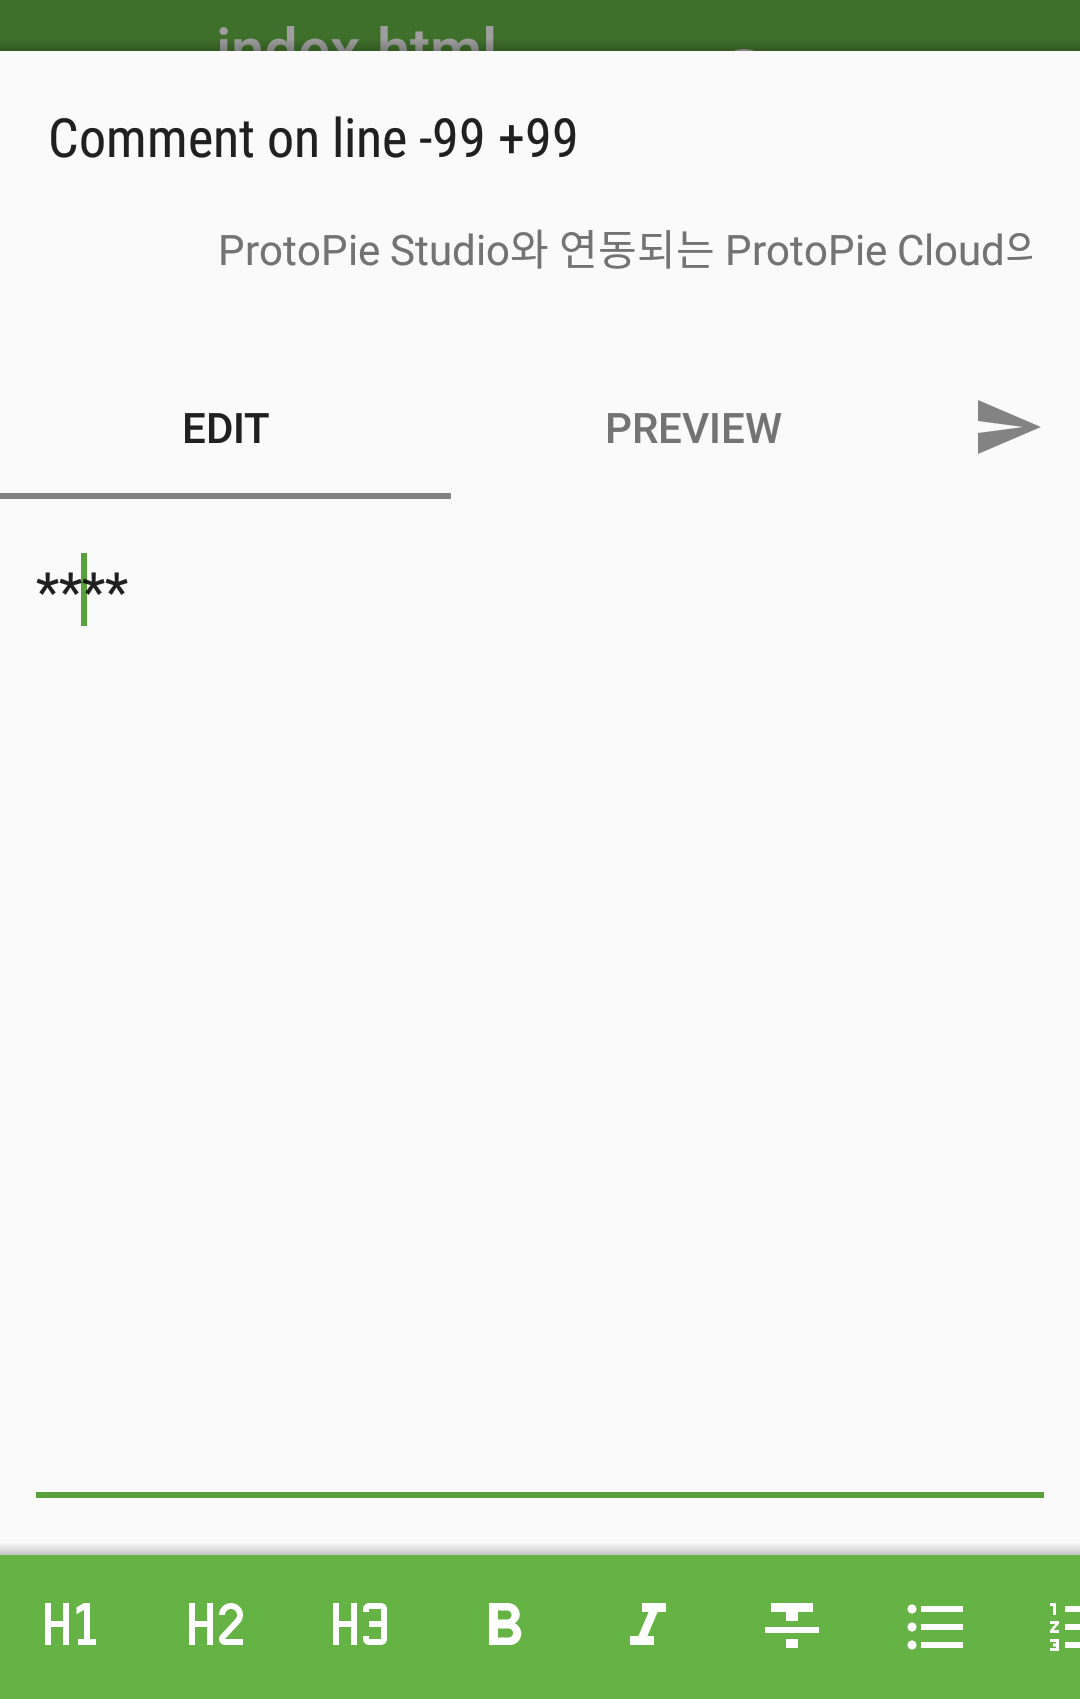 index.html
Comment on line -99 +99
ProtoPie Studio와 연동되는 ProtoPie Cloud으
EDIT
PREVIEW
****
H1 H2 H3 B I T